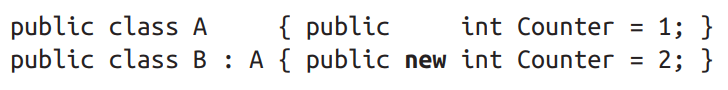 public class A     { public     int Counter = 1; }
public class B : A { public new int Counter = 2; }